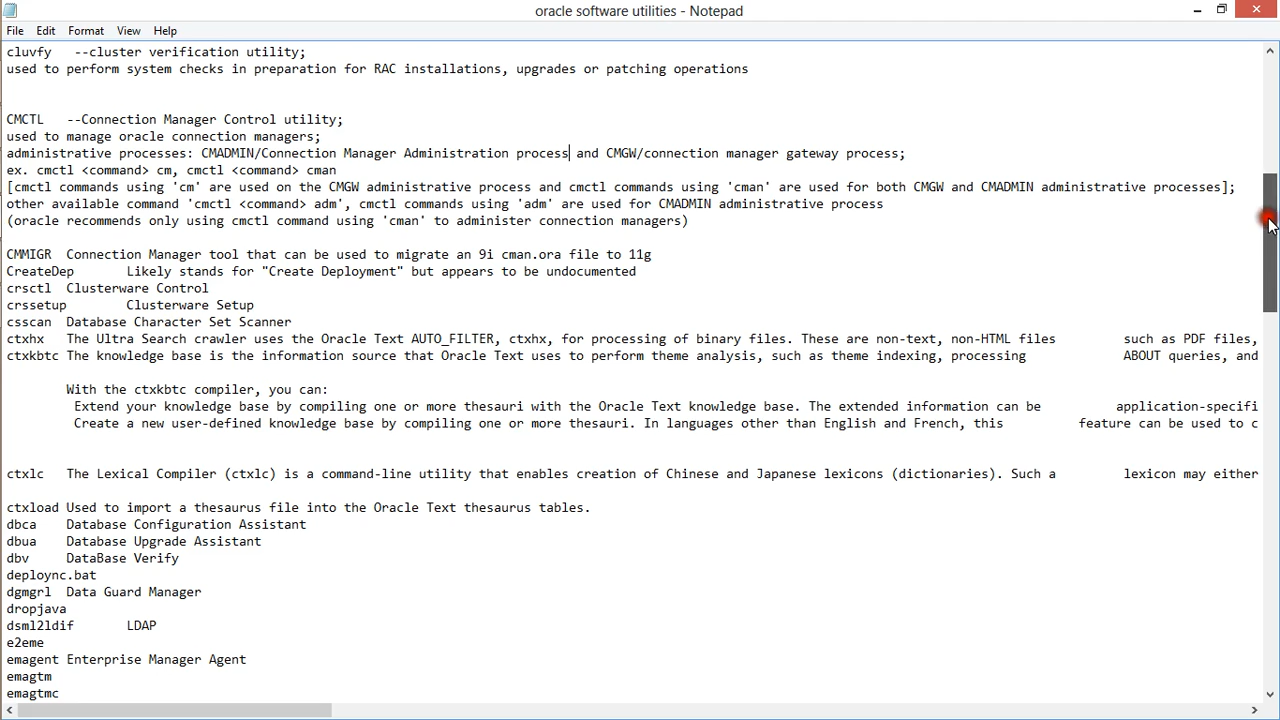 oracle software utilities - Notepad
File Edit Format View Help
cluvfy --cluster verification utility;
used to perform system checks in preparation for RAC installations, upgrades or patching operations
CMCTL --Connection Manager Control utility;
used to manage oracle connection managers;
administrative processes: CMADMIN/Connection Manager Administration process and CMGW/connection manager gateway process;
ex. cmctl <command> cm, cmctl <command> cman
[cmctl commands using 'cm' are used on the CMGW administrative process and cmctl commands using 'cman' are used for both CMGW and CMADMIN administrative processes];
other available command 'cmctl <command> adm', cmctl commands using 'adm' are used for CMADMIN administrative process
(oracle recommends only using cmctl command using 'cman' to administer connection managers)
CMMIGR Connection Manager tool that can be used to migrate an 9i cman.ora file to 11g
CreateDep Likely stands for "Create Deployment" but appears to be undocumented
crsctl Clusterware Control
crssetup Clusterware Setup
csscan Database Character Set Scanner
ctxhx The Ultra Search crawler uses the Oracle Text AUTO_FILTER, ctxhx, for processing of binary files. These are non-text, non-HTML files such as PDF files,
ctxkbtc The knowledge base is the information source that Oracle Text uses to perform theme analysis, such as theme indexing, processing ABOUT queries, and
With the ctxkbtc compiler, you can:
Extend your knowledge base by compiling one or more thesauri with the Oracle Text knowledge base. The extended information can be application-specifi
Create a new user-defined knowledge base by compiling one or more thesauri. In languages other than English and French, this feature can be used to c
ctxlc The Lexical Compiler (ctxlc) is a command-line utility that enables creation of Chinese and Japanese lexicons (dictionaries). Such a lexicon may either
ctxload Used to import a thesaurus file into the Oracle Text thesaurus tables.
dbca Database Configuration Assistant
dbua Database Upgrade Assistant
dbv DataBase Verify
deploync.bat
dgmgrl Data Guard Manager
dropjava
dsml2ldif LDAP
e2eme
emagent Enterprise Manager Agent
emagtm
emagtmc